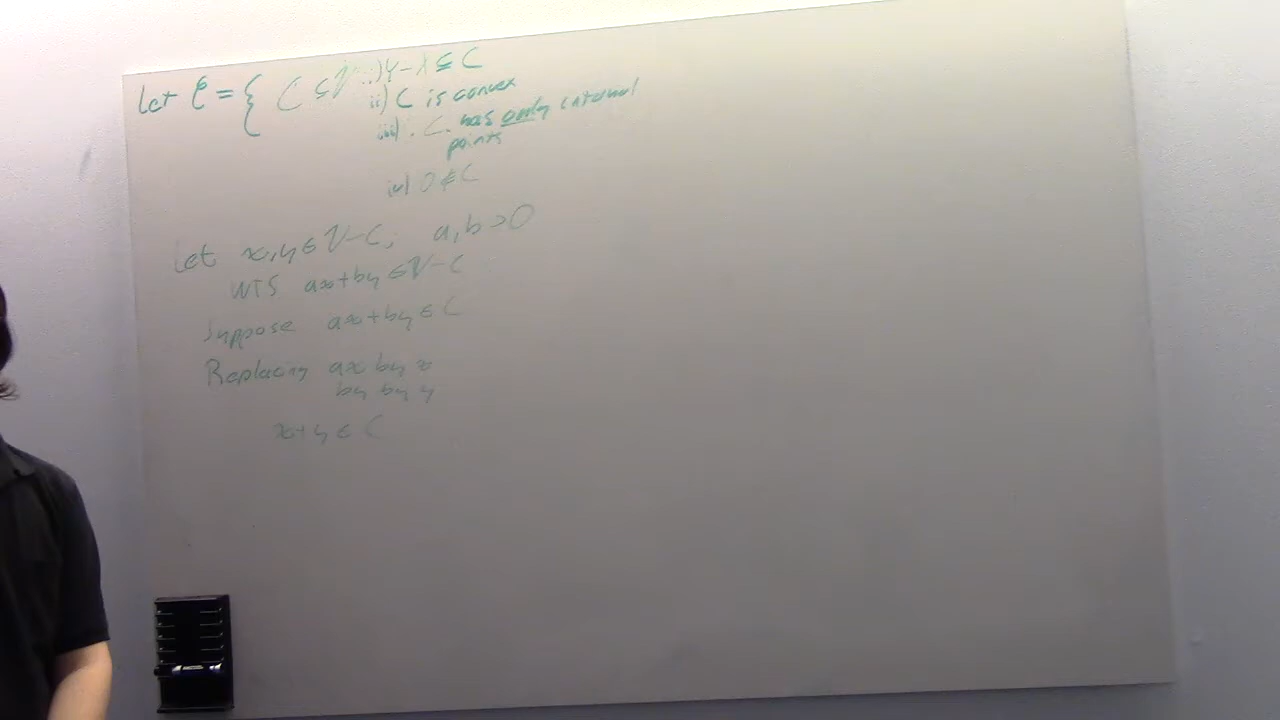 Let 𝒞 = { C ⊆ V : i) Y - X ⊆ C
ii) C is convex
iii) C has only internal
points
iv) 0 ∉ C
Let x, y ∈ V - C, a, b > 0
WTS ax + by ∈ V - C
Suppose ax + by ∈ C
Replacing ax by x
by by y
x + y ∈ C